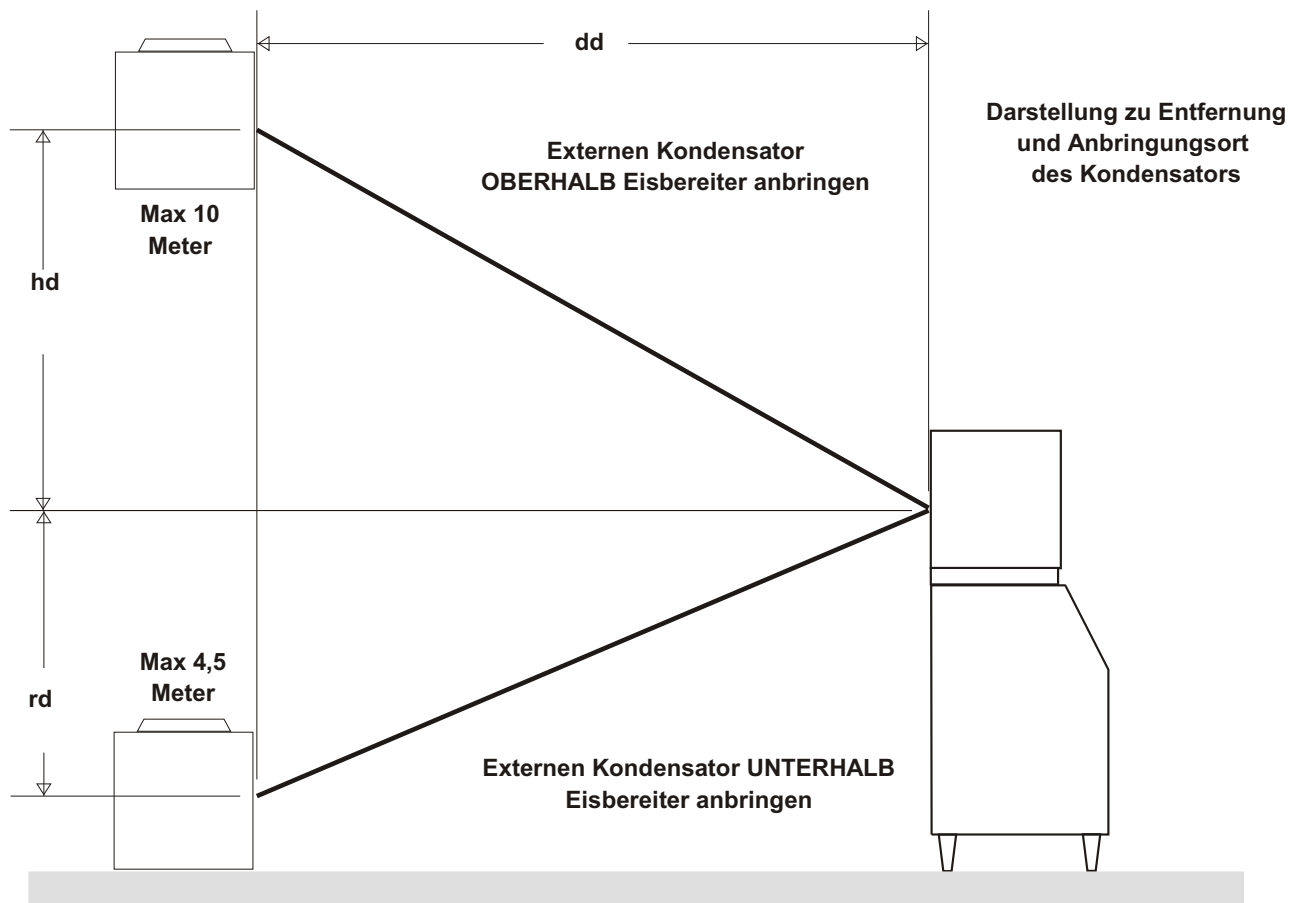 dd
Darstellung zu Entfernung
und Anbringungsort
des Kondensators
Externen Kondensator
OBERHALB Eisbereiter anbringen
Max 10
Meter
hd
Max 4,5
Meter
rd
Externen Kondensator UNTERHALB
Eisbereiter anbringen